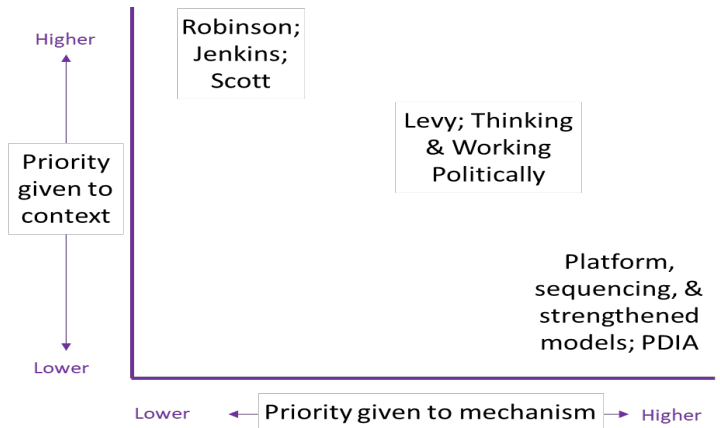 Higher
Robinson;
Jenkins;
Scott
Levy; Thinking
& Working
Politically
Priority
given to
context
Platform,
sequencing, &
strengthened
models; PDIA
Lower
Lower
Priority given to mechanism
Higher